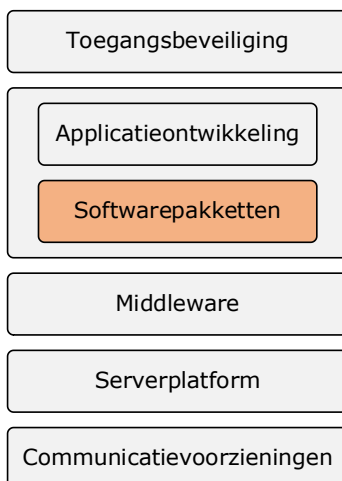 Toegangsbeveiliging
Applicatieontwikkeling
Softwarepakketten
Middleware
Serverplatform
Communicatievoorzieningen